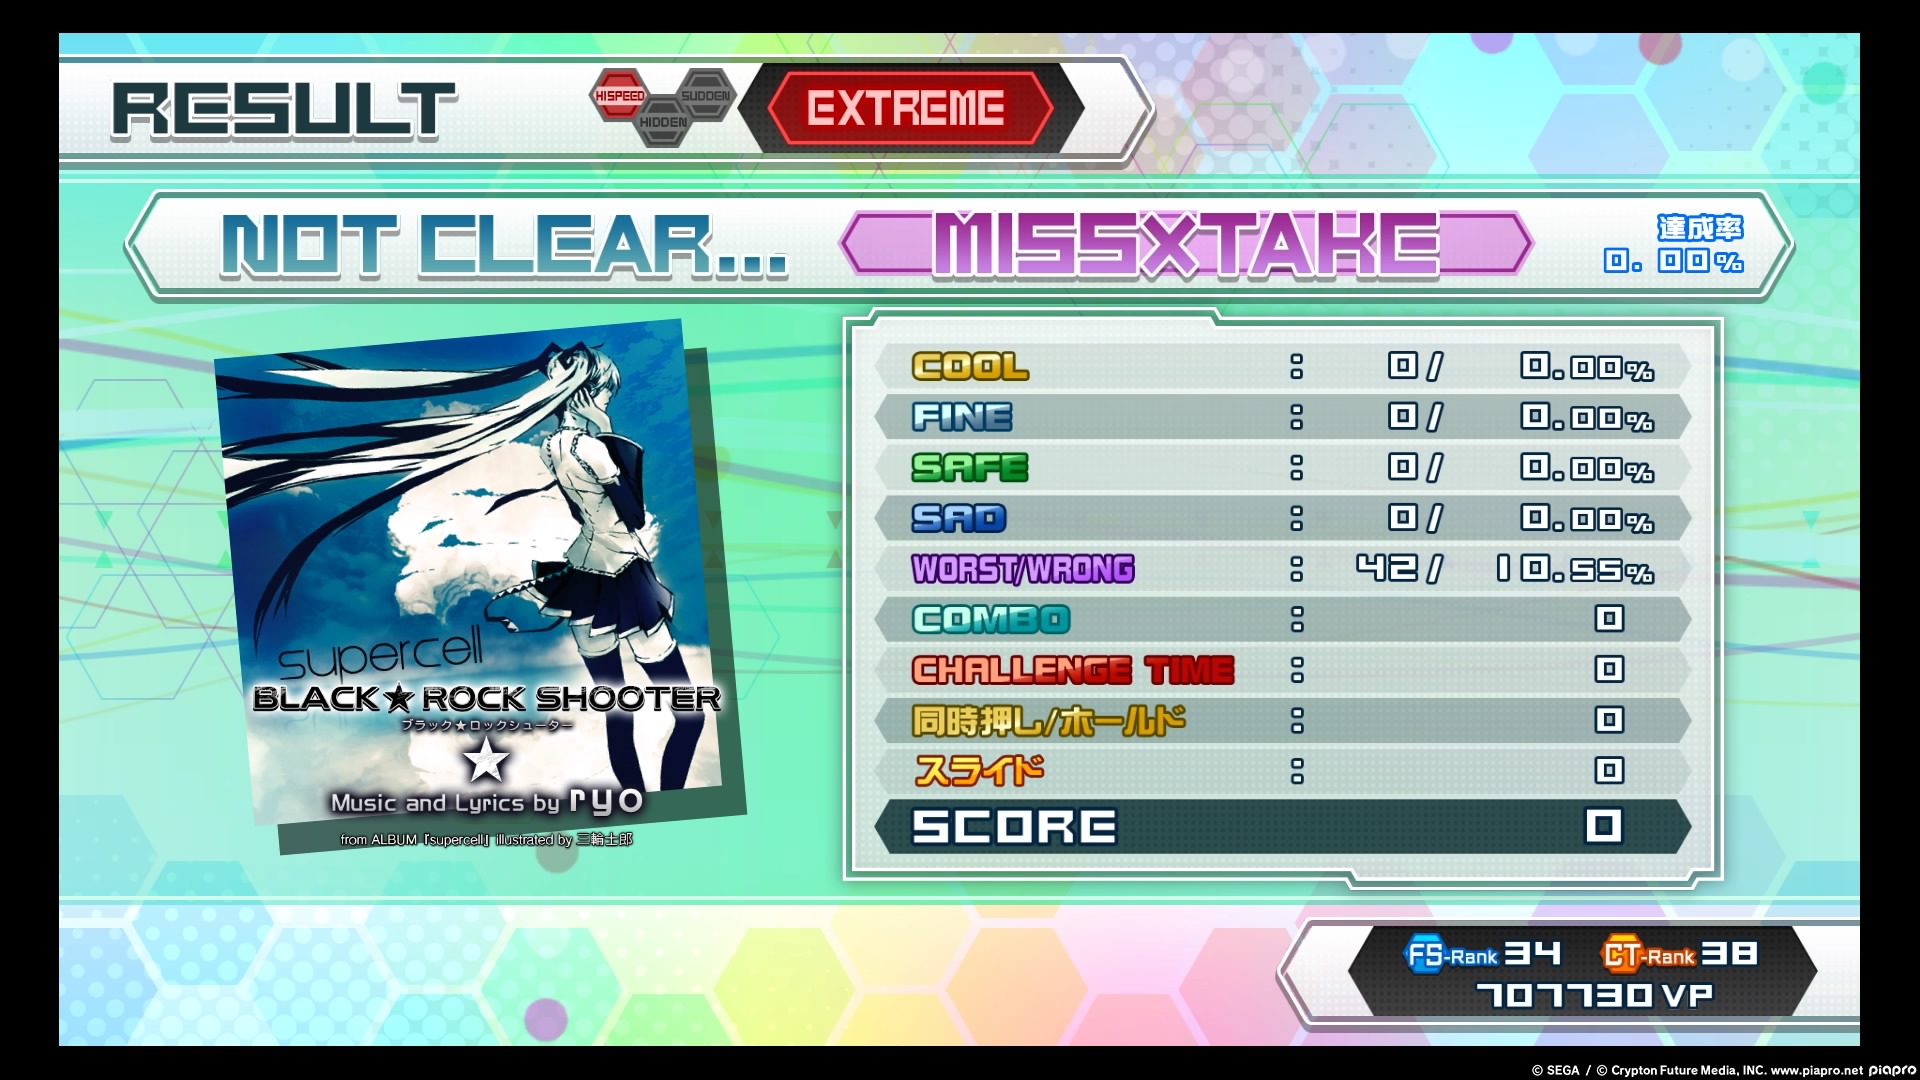 RESULT
HISPEED
HIDDEN
SUDDEN
EXTREME
NOT CLEAR...
MISS×TAKE
達成率
0.00%
supercell
BLACK★ROCK SHOOTER
ブラック★ロックシューター
Music and Lyrics by ryo
from ALBUM『supercell』illustrated by 三輪士郎
COOL : 0/ 0.00%
FINE : 0/ 0.00%
SAFE : 0/ 0.00%
SAD : 0/ 0.00%
WORST/WRONG : 42/ 10.55%
COMBO : 0
CHALLENGE TIME : 0
同時押し/ホールド : 0
スライド : 0
SCORE 0
FS-Rank 34 CT-Rank 38
707730 VP
© SEGA / © Crypton Future Media, INC. www.piapro.net piapro